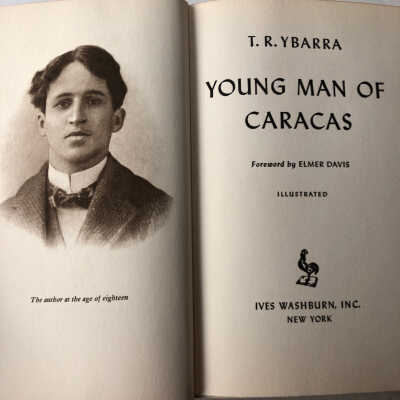 The author at the age of eighteen
T. R. YBARRA
YOUNG MAN OF
CARACAS
Foreword by ELMER DAVIS
ILLUSTRATED
IVES WASHBURN, INC.
NEW YORK